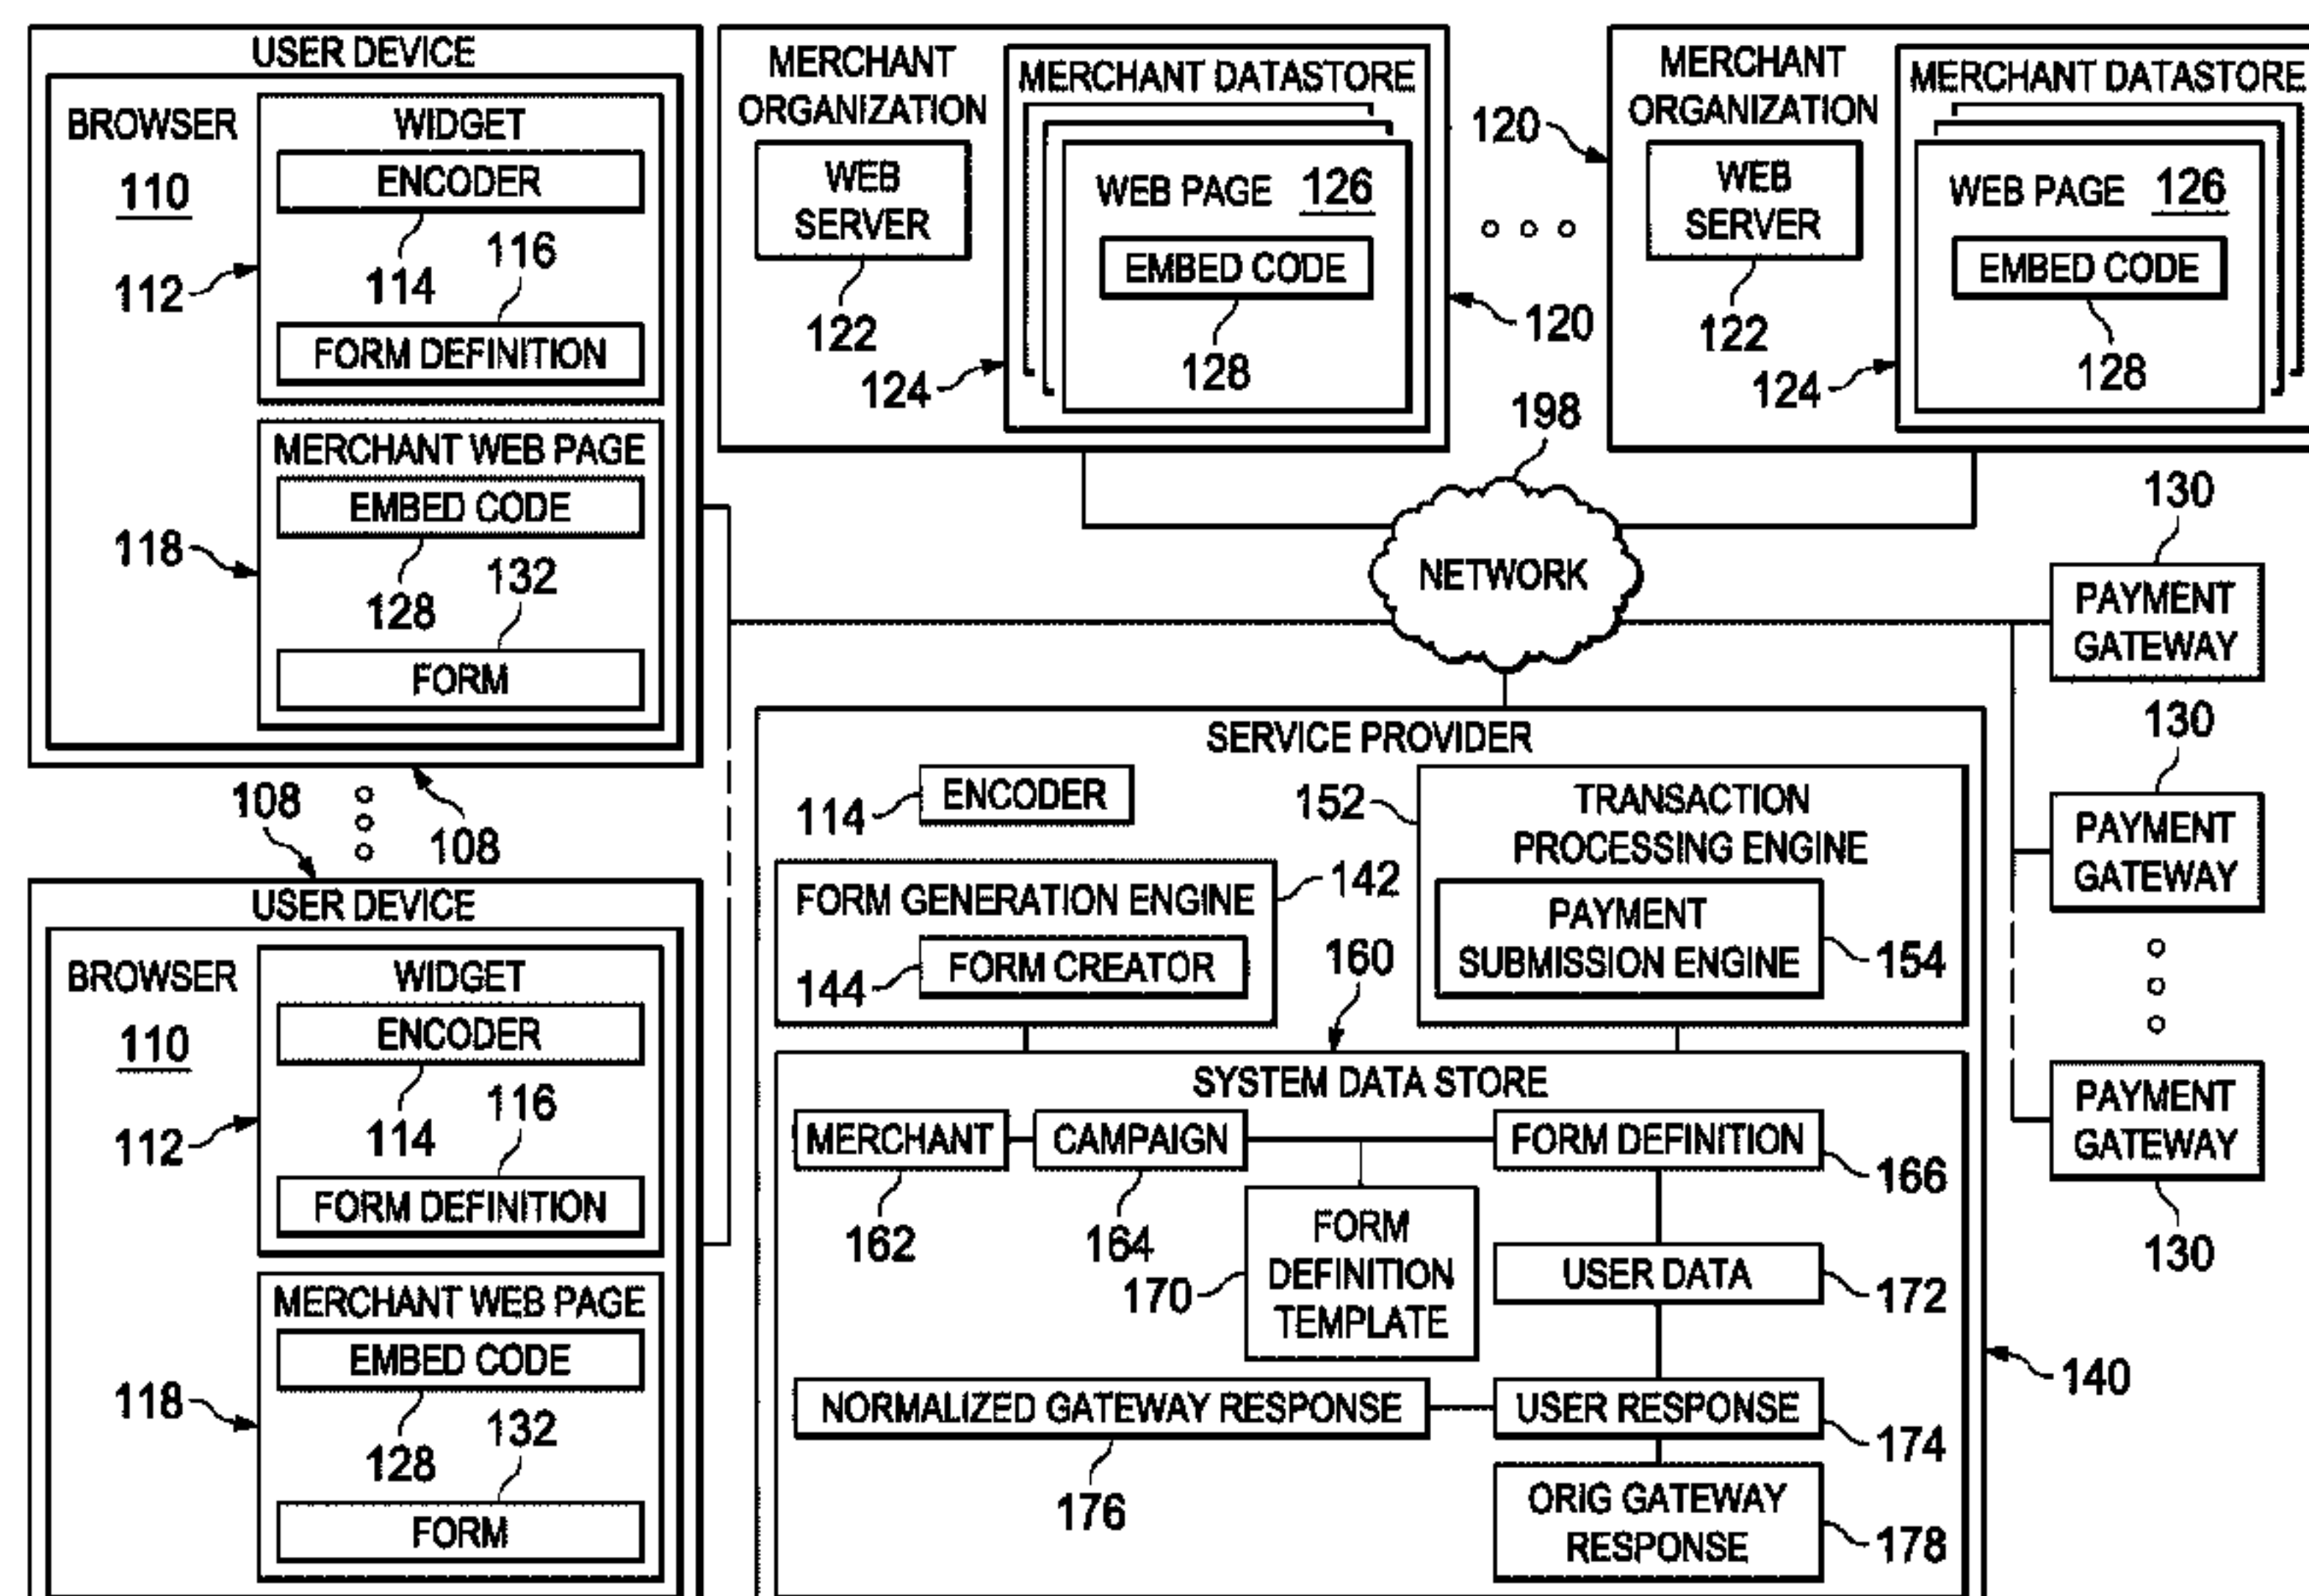 USER DEVICE
BROWSER
110
WIDGET
ENCODER
114
116
112
FORM DEFINITION
MERCHANT WEB PAGE
EMBED CODE
118
128
132
FORM
108
108
USER DEVICE
BROWSER
110
WIDGET
ENCODER
114
116
112
FORM DEFINITION
MERCHANT WEB PAGE
EMBED CODE
118
128
132
FORM
MERCHANT
ORGANIZATION
WEB
SERVER
122
MERCHANT DATASTORE
WEB PAGE 126
EMBED CODE
128
124
120
120
MERCHANT
ORGANIZATION
WEB
SERVER
122
MERCHANT DATASTORE
WEB PAGE 126
EMBED CODE
128
124
198
NETWORK
130
PAYMENT
GATEWAY
130
PAYMENT
GATEWAY
PAYMENT
GATEWAY
130
SERVICE PROVIDER
114
ENCODER
152
TRANSACTION
PROCESSING ENGINE
PAYMENT
SUBMISSION ENGINE
154
FORM GENERATION ENGINE
142
144
FORM CREATOR
160
SYSTEM DATA STORE
MERCHANT
CAMPAIGN
FORM DEFINITION
162
164
166
170
FORM
DEFINITION
TEMPLATE
USER DATA
172
140
NORMALIZED GATEWAY RESPONSE
USER RESPONSE
174
176
ORIG GATEWAY
RESPONSE
178